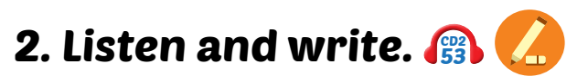 2. Listen and write. CD2
53